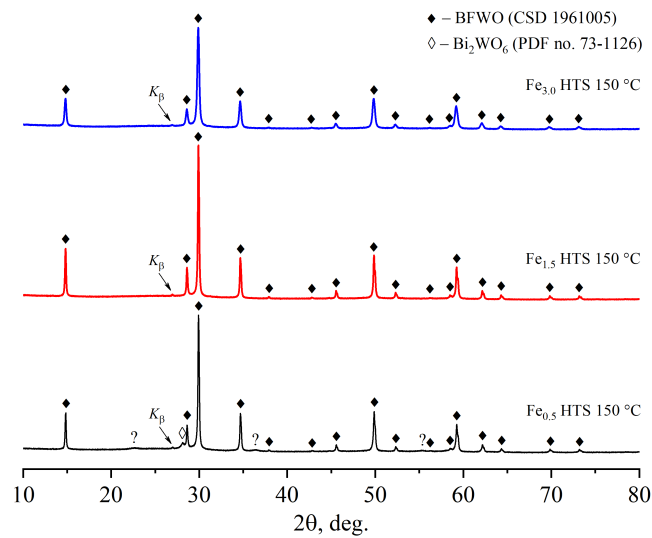 ♦ – BFWO (CSD 1961005)
◊ – Bi₂WO₆ (PDF no. 73-1126)
Fe₃.₀ HTS 150 °C
Kβ
Fe₁.₅ HTS 150 °C
Kβ
Fe₀.₅ HTS 150 °C
Kβ
? ? ?
10 20 30 40 50 60 70 80
2θ, deg.